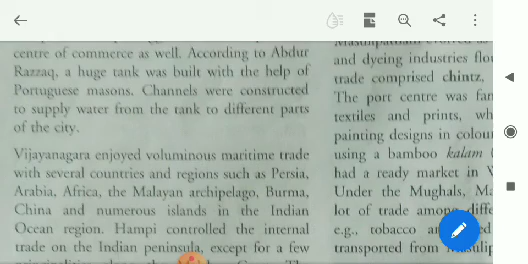 centre of commerce as well. According to Abdur
Razzaq, a huge tank was built with the help of
Portuguese masons. Channels were constructed
to supply water from the tank to different parts
of the city.
Vijayanagara enjoyed voluminous maritime trade
with several countries and regions such as Persia,
Arabia, Africa, the Malayan archipelago, Burma,
China and numerous islands in the Indian
Ocean region. Hampi controlled the internal
trade on the Indian peninsula, except for a few
and dyeing industries
trade comprised chintz,
The port centre was
textiles and prints,
painting designs in
using a bamboo kalam
had a ready market in
Under the Mughals,
lot of trade among
e.g., tobacco
transported from